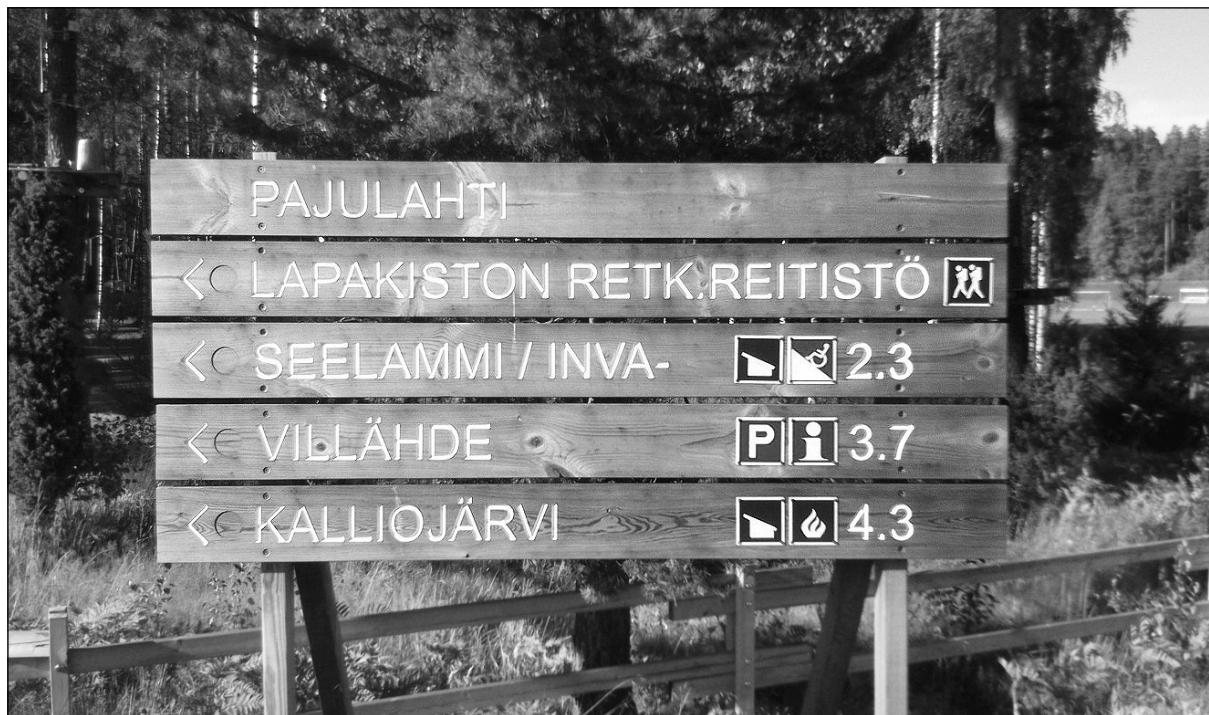 PAJULAHTI
< LAPAKISTON RETK.REITISTÖ
< SEELAMMI / INVA- 2.3
< VILLÄHDE P i 3.7
< KALLIOJÄRVI 4.3